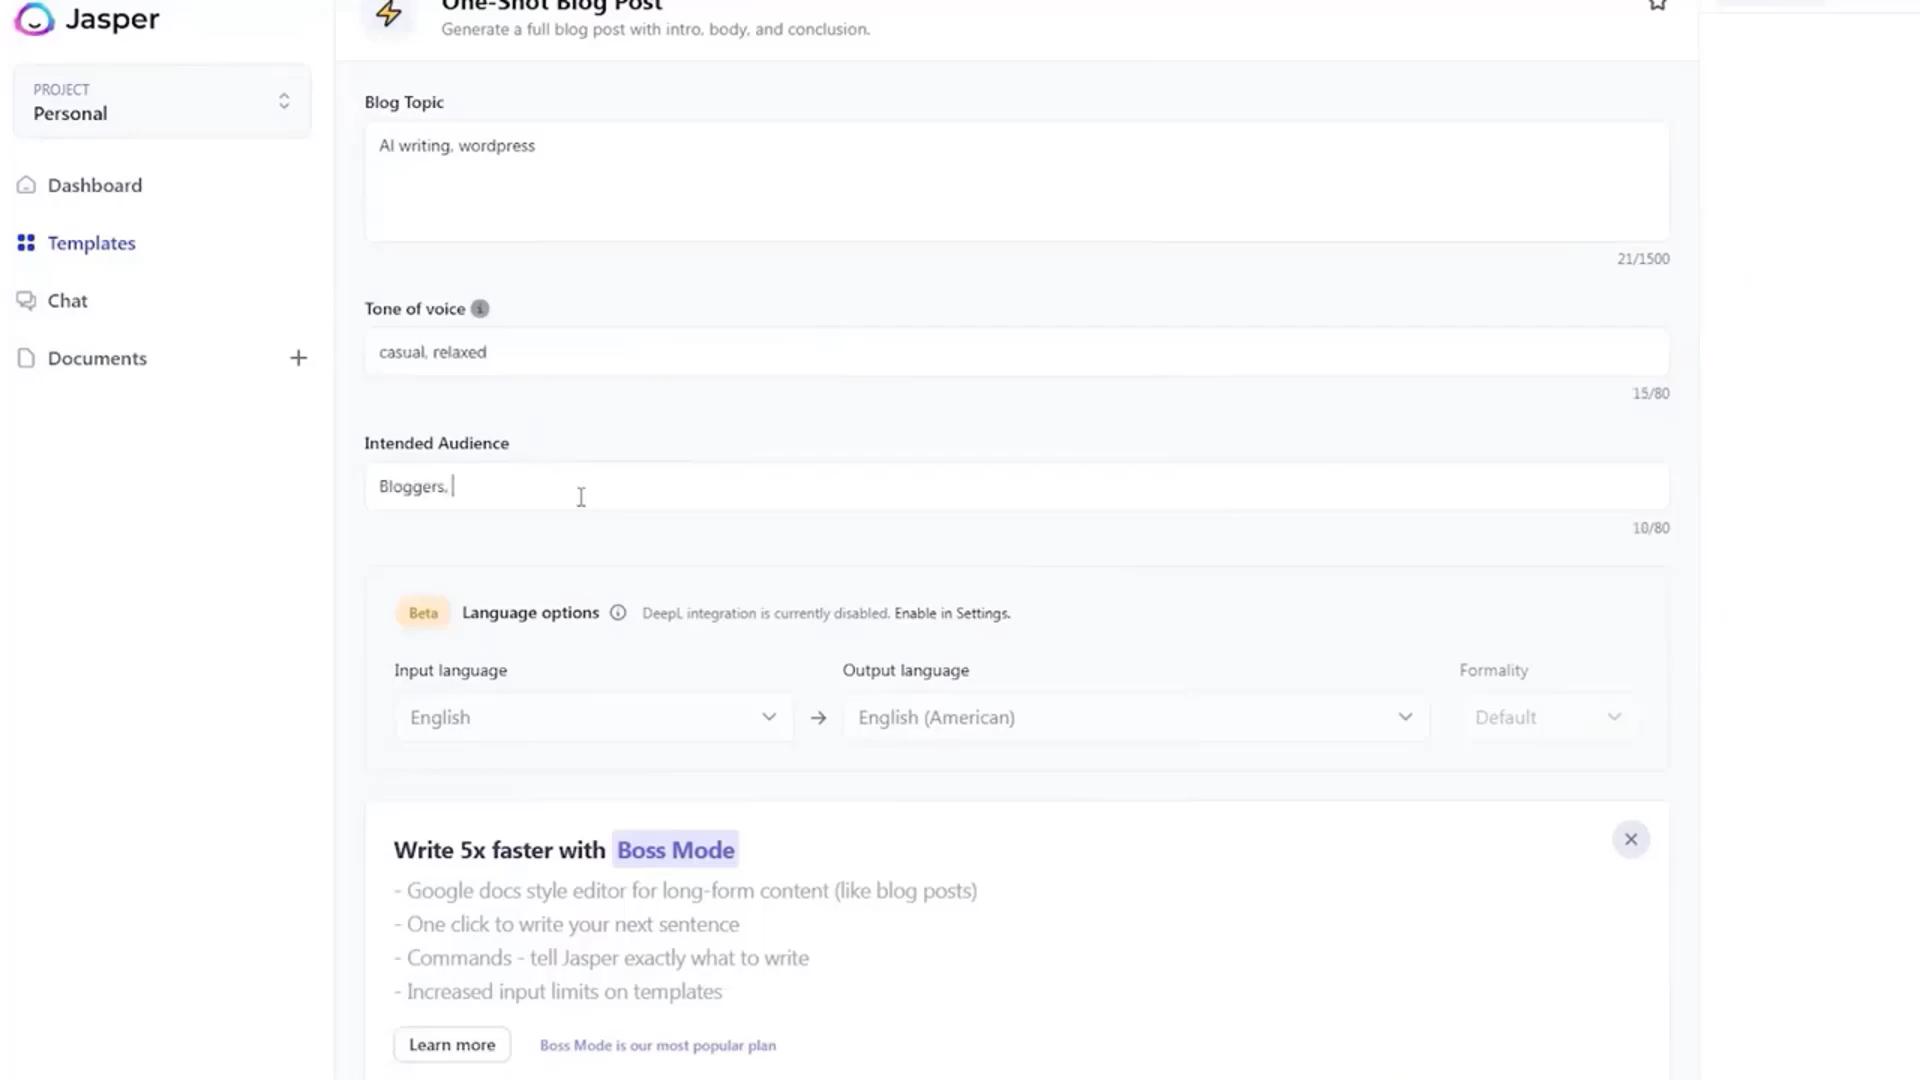 Jasper
One-Shot Blog Post
Generate a full blog post with intro, body, and conclusion.
PROJECT
Personal
Dashboard
Templates
Chat
Documents
Blog Topic
AI writing, wordpress
21/1500
Tone of voice
casual, relaxed
15/80
Intended Audience
Bloggers,
10/80
Beta Language options DeepL integration is currently disabled. Enable in Settings.
Input language Output language Formality
English → English (American) Default
Write 5x faster with Boss Mode
- Google docs style editor for long-form content (like blog posts)
- One click to write your next sentence
- Commands - tell Jasper exactly what to write
- Increased input limits on templates
Learn more Boss Mode is our most popular plan